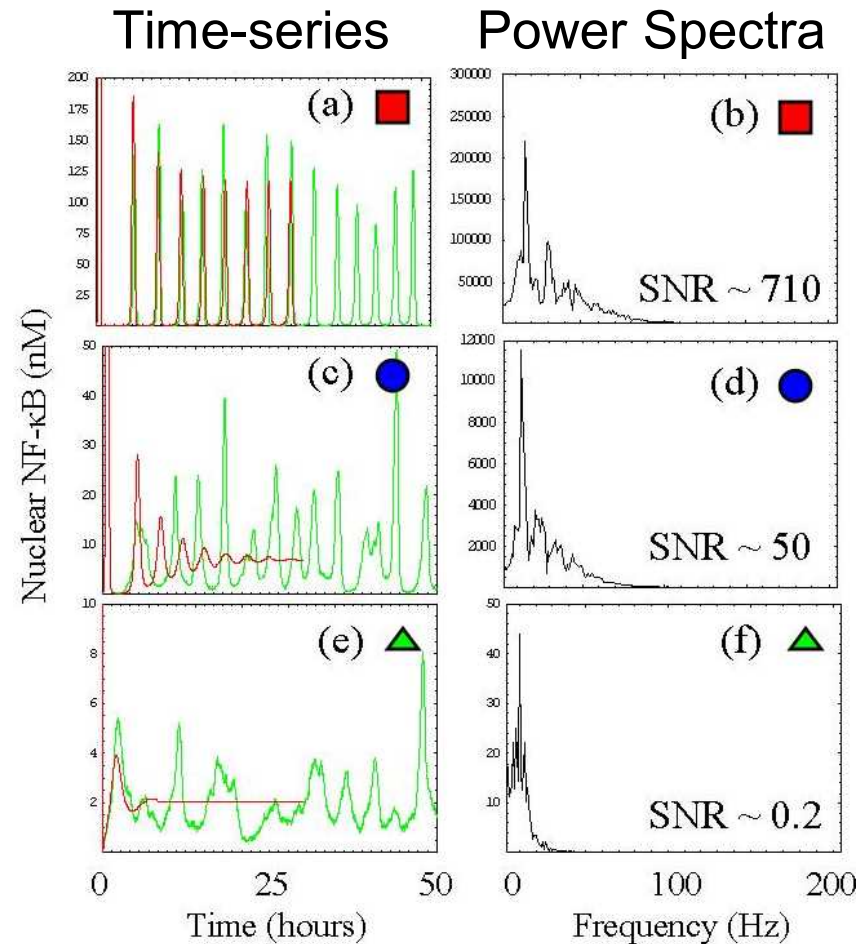 Time-series
Power Spectra
Nuclear NF-κB (nM)
(a)
200
175
150
125
100
75
50
25
(b)
300000
250000
200000
150000
100000
50000
SNR ~ 710
(c)
50
40
30
20
10
(d)
12000
10000
8000
6000
4000
2000
SNR ~ 50
(e)
10
8
6
4
2
(f)
50
40
30
20
10
SNR ~ 0.2
0
25
50
Time (hours)
0
100
200
Frequency (Hz)